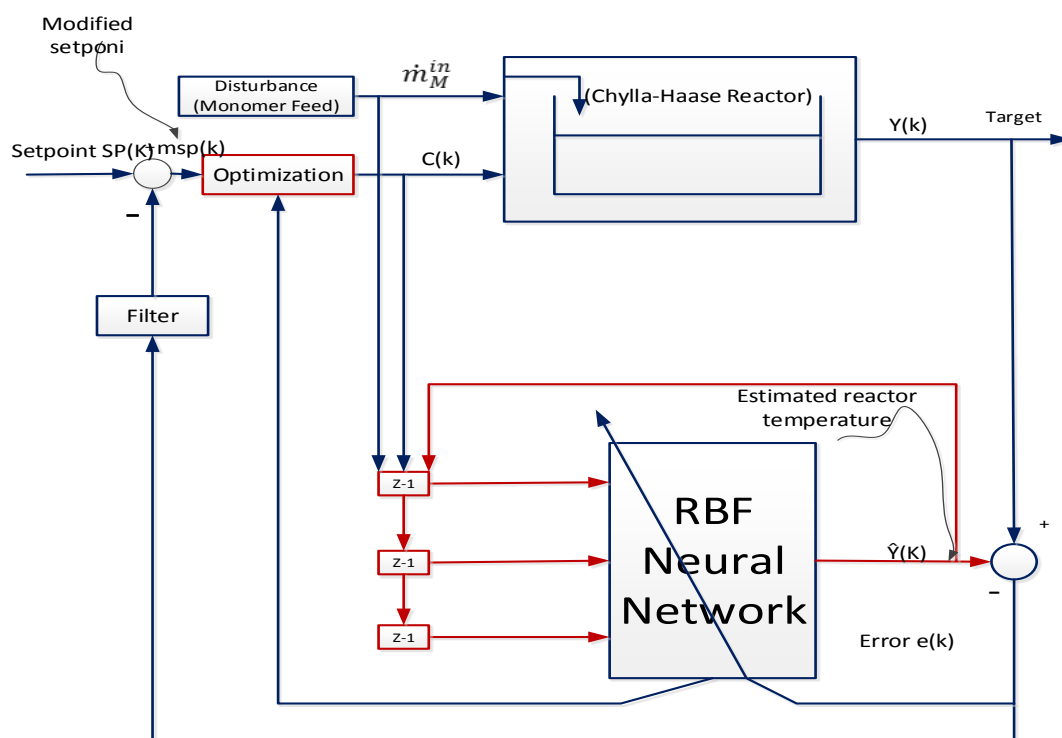 Modified
setponi
Disturbance
(Monomer Feed)
ṁ_M^in
(Chylla-Haase Reactor)
Y(k)
Target
Setpoint SP(K)
+msp(k)
Optimization
C(k)
–
Filter
Estimated reactor
temperature
z-1
RBF
Neural
Network
+
z-1
Ŷ(K)
–
z-1
Error e(k)